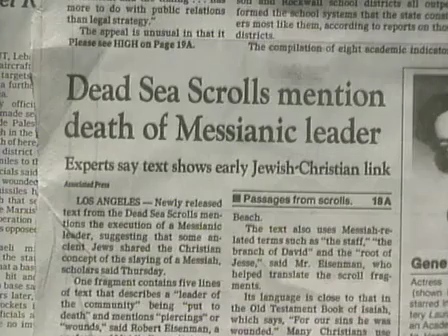 more to do with public relations
than legal strategy."
The appeal is unusual in that it
Please see HIGH on Page 19A.
Rockwall school districts all
formed the school systems that the state
ers most like them, according to reports on
districts.
The compilation of eight academic
Dead Sea Scrolls mention
death of Messianic leader
Experts say text shows early Jewish-Christian link
Associated Press
LOS ANGELES — Newly released
text from the Dead Sea Scrolls men-
tions the execution of a Messianic
leader, suggesting that some an-
cient Jews shared the Christian
concept of the slaying of a Messiah,
scholars said Thursday.
One fragment contains five lines
of text that describes a "leader of
the community" being "put to
death" and mentions "piercings" or
"wounds," said Robert Eisenman, a
Passages from scrolls. 18A
Beach.
The text also uses Messiah-re-
lated terms such as "the staff," "the
branch of David" and the "root of
Jesse," said Mr. Eisenman, who
helped translate the scroll frag-
ments.
Its language is close to that in
the Old Testament Book of Isaiah,
which says, "For our sins he was
wounded." Many Christians use
Gene
Actress
starred